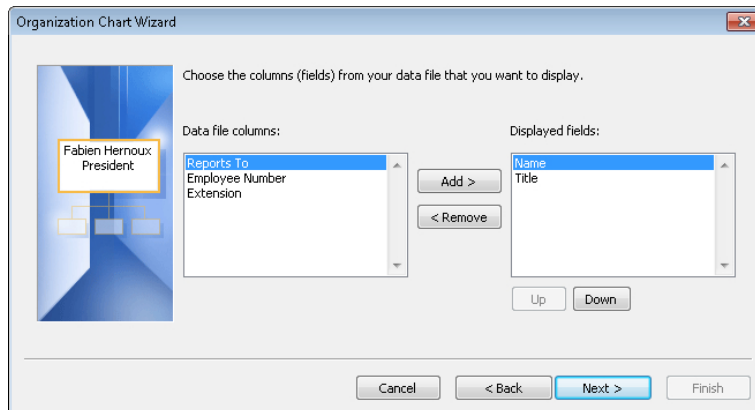 Organization Chart Wizard
Choose the columns (fields) from your data file that you want to display.
Fabien Hernoux
President
Data file columns:
Reports To
Employee Number
Extension
Add >
< Remove
Displayed fields:
Name
Title
Up
Down
Cancel
< Back
Next >
Finish